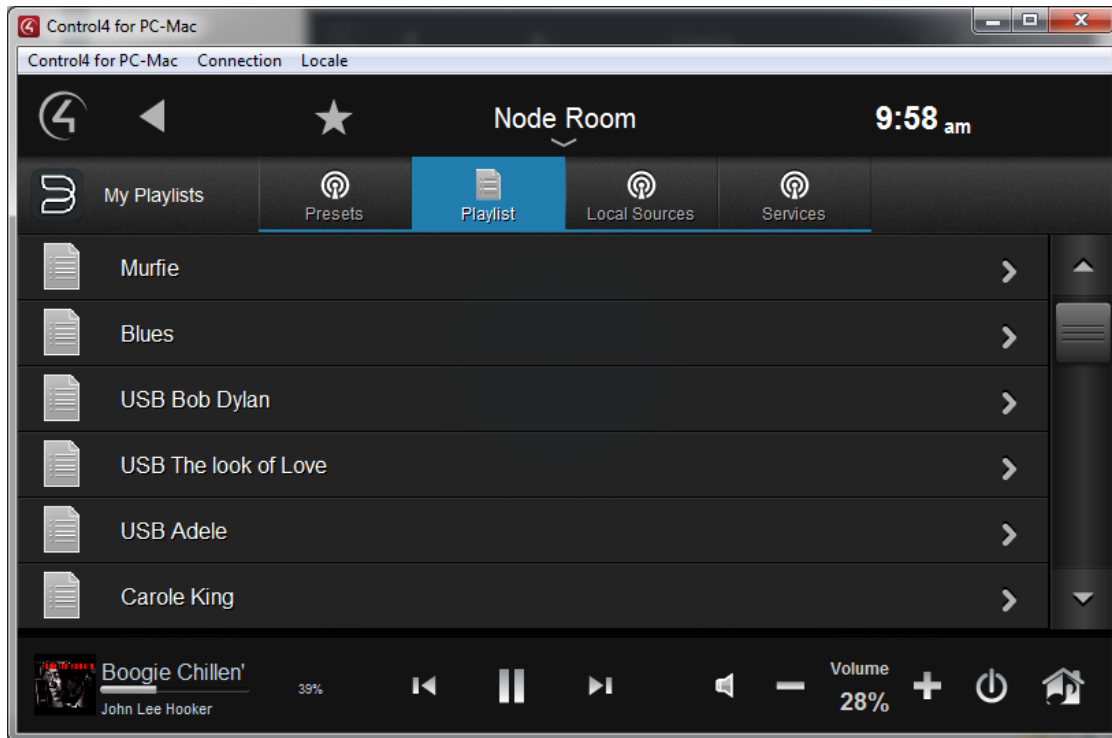 Control4 for PC-Mac
Control4 for PC-Mac Connection Locale
Node Room
9:58 am
My Playlists
Presets
Playlist
Local Sources
Services
Murfie
Blues
USB Bob Dylan
USB The look of Love
USB Adele
Carole King
Boogie Chillen'
39%
John Lee Hooker
Volume
28%